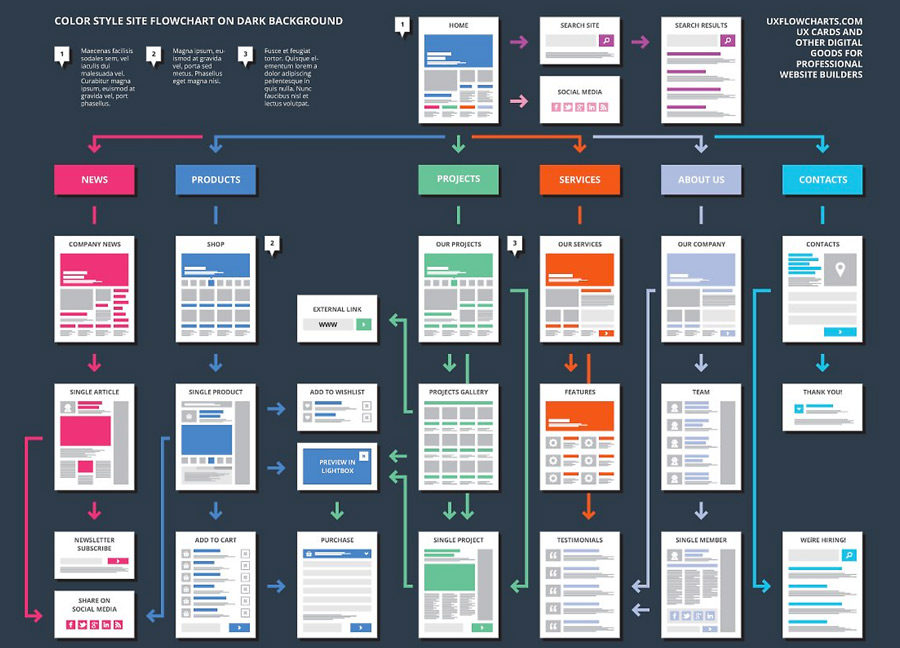 COLOR STYLE SITE FLOWCHART ON DARK BACKGROUND
1
Maecenas facilisis
sodales sem, vel
iaculis dui
malesuada vel.
Curabitur magna
ipsum, euismod at
gravida vel, port
phasellus.
2
Magna ipsum, eu-
ismod at gravida
vel, porta sed
metus. Phasellus
eget magna nisi.
3
Fusce et feugiat
tortor. Quisque el-
ementum lorem a
dolor adipiscing
pellentesque in
quis nulla. Nunc
faucibus nisl et
lectus volutpat.
1
HOME
SEARCH SITE
SEARCH RESULTS
SOCIAL MEDIA
UXFLOWCHARTS.COM
UX CARDS AND
OTHER DIGITAL
GOODS FOR
PROFESSIONAL
WEBSITE BUILDERS
NEWS
PRODUCTS
PROJECTS
SERVICES
ABOUT US
CONTACTS
COMPANY NEWS
SHOP
2
OUR PROJECTS
3
OUR SERVICES
OUR COMPANY
CONTACTS
EXTERNAL LINK
WWW
SINGLE ARTICLE
SINGLE PRODUCT
ADD TO WISHLIST
PROJECTS GALLERY
FEATURES
TEAM
THANK YOU!
PREVIEW IN
LIGHTBOX
NEWSLETTER
SUBSCRIBE
ADD TO CART
PURCHASE
SINGLE PROJECT
TESTIMONIALS
SINGLE MEMBER
WE'RE HIRING!
SHARE ON
SOCIAL MEDIA